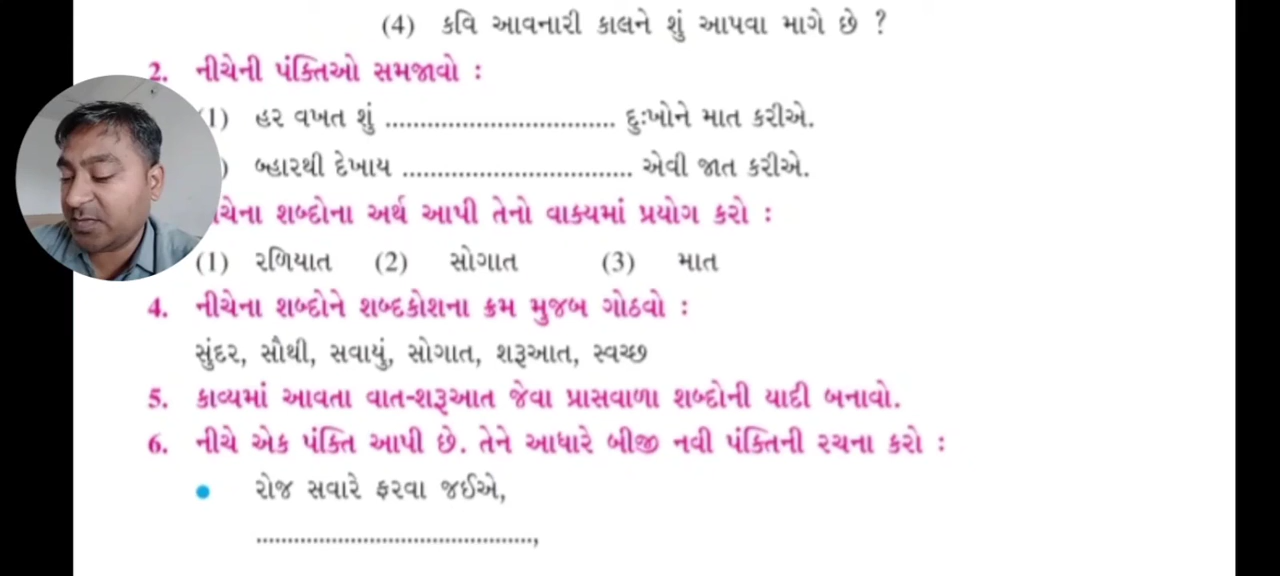 (4) કવિ આવનારી કાલને શું આપવા માગે છે ?
2. નીચેની પંક્તિઓ સમજાવો :
1) હર વખત શું ................................. દુઃખોને માત કરીએ.
) બ્હારથી દેખાય ................................. એવી જાત કરીએ.
ચેના શબ્દોના અર્થ આપી તેનો વાક્યમાં પ્રયોગ કરો :
(1) રળિયાત (2) સોગાત (3) માત
4. નીચેના શબ્દોને શબ્દકોશના ક્રમ મુજબ ગોઠવો :
સુંદર, સૌથી, સવાયું, સોગાત, શરૂઆત, સ્વચ્છ
5. કાવ્યમાં આવતા વાત-શરૂઆત જેવા પ્રાસવાળા શબ્દોની યાદી બનાવો.
6. નીચે એક પંક્તિ આપી છે. તેને આધારે બીજી નવી પંક્તિની રચના કરો :
• રોજ સવારે ફરવા જઈએ,
.............................................,